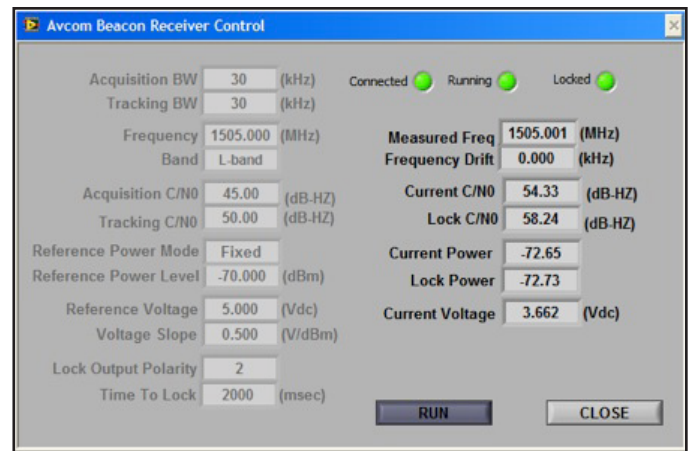 Avcom Beacon Receiver Control
Acquisition BW 30 (kHz)
Tracking BW 30 (kHz)
Frequency 1505.000 (MHz)
Band L-band
Acquisition C/N0 45.00 (dB-HZ)
Tracking C/N0 50.00 (dB-HZ)
Reference Power Mode Fixed
Reference Power Level -70.000 (dBm)
Reference Voltage 5.000 (Vdc)
Voltage Slope 0.500 (V/dBm)
Lock Output Polarity 2
Time To Lock 2000 (msec)
Connected Running Locked
Measured Freq 1505.001 (MHz)
Frequency Drift 0.000 (kHz)
Current C/N0 54.33 (dB-HZ)
Lock C/N0 58.24 (dB-HZ)
Current Power -72.65
Lock Power -72.73
Current Voltage 3.662 (Vdc)
RUN CLOSE